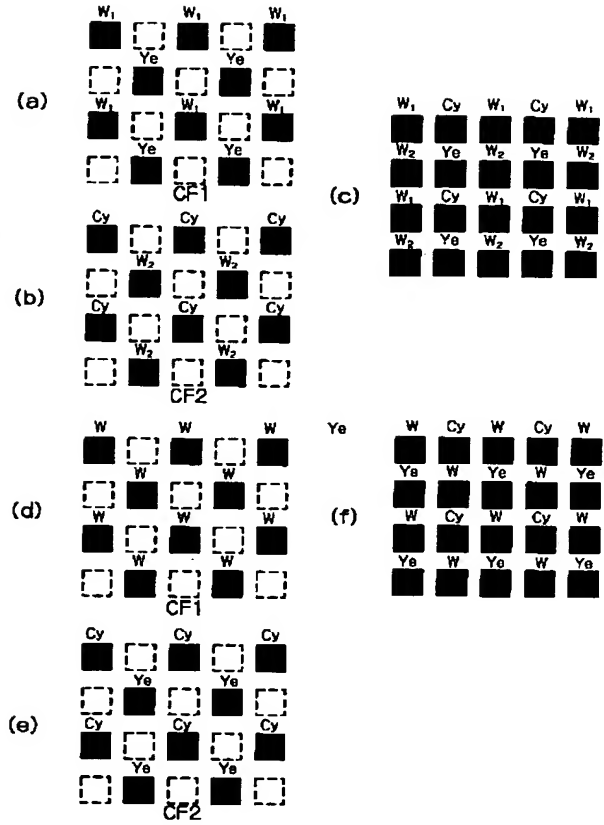 W₁ W₁ W₁
Ye Ye
(a)
W₁ W₁ W₁
Ye Ye
CF1
Cy Cy Cy
W₂ W₂
(b)
Cy Cy Cy
W₂ W₂
CF2
W₁ Cy W₁ Cy W₁
W₂ Ye W₂ Ye W₂
(c)
W₁ Cy W₁ Cy W₁
W₂ Ye W₂ Ye W₂
W W W
W W
(d)
W W W
W W
CF1
Cy Cy Cy
Ye Ye
(e)
Cy Cy Cy
Ye Ye
CF2
Ye
W Cy W Cy W
Ye W Ye W Ye
(f)
W Cy W Cy W
Ye W Ye W Ye